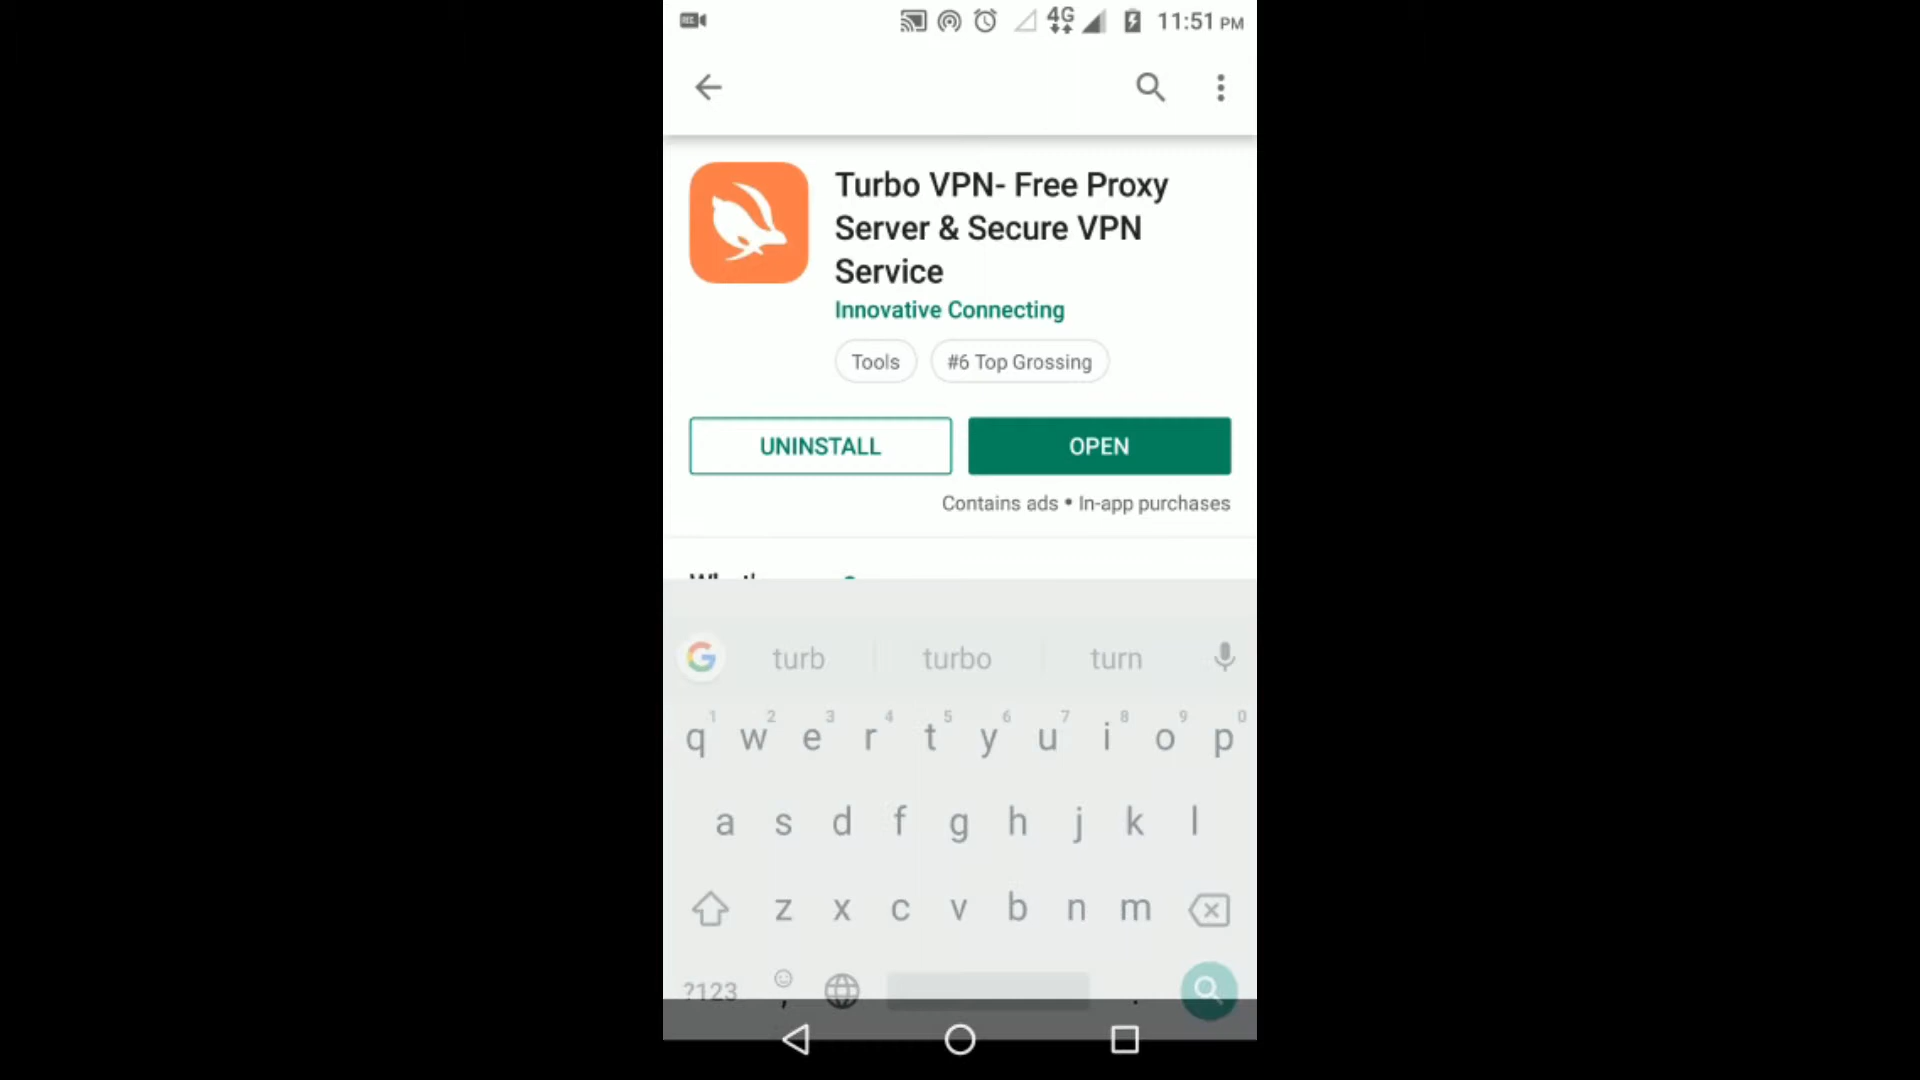 REC 4G 11:51 PM
Turbo VPN- Free Proxy
Server & Secure VPN
Service
Innovative Connecting
Tools #6 Top Grossing
UNINSTALL OPEN
Contains ads • In-app purchases
G turb turbo turn
1 2 3 4 5 6 7 8 9 0
q w e r t y u i o p
a s d f g h j k l
z x c v b n m
?123 , .